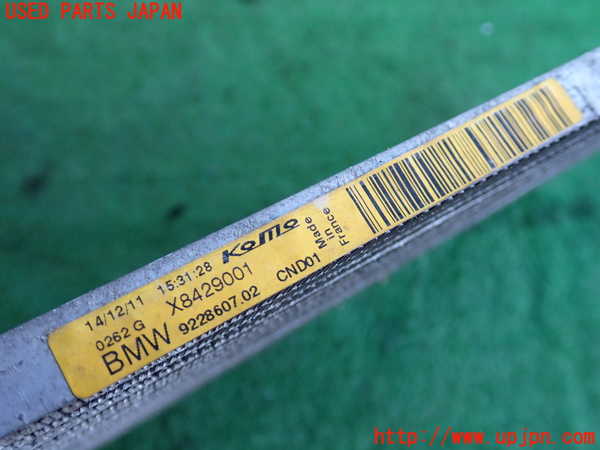 USED PARTS JAPAN
14/12/11 15:31:28 KOMO
0262 G X8429001
BMW 9228607.02 CND01
Made
in
France
http://www.upjpn.com/